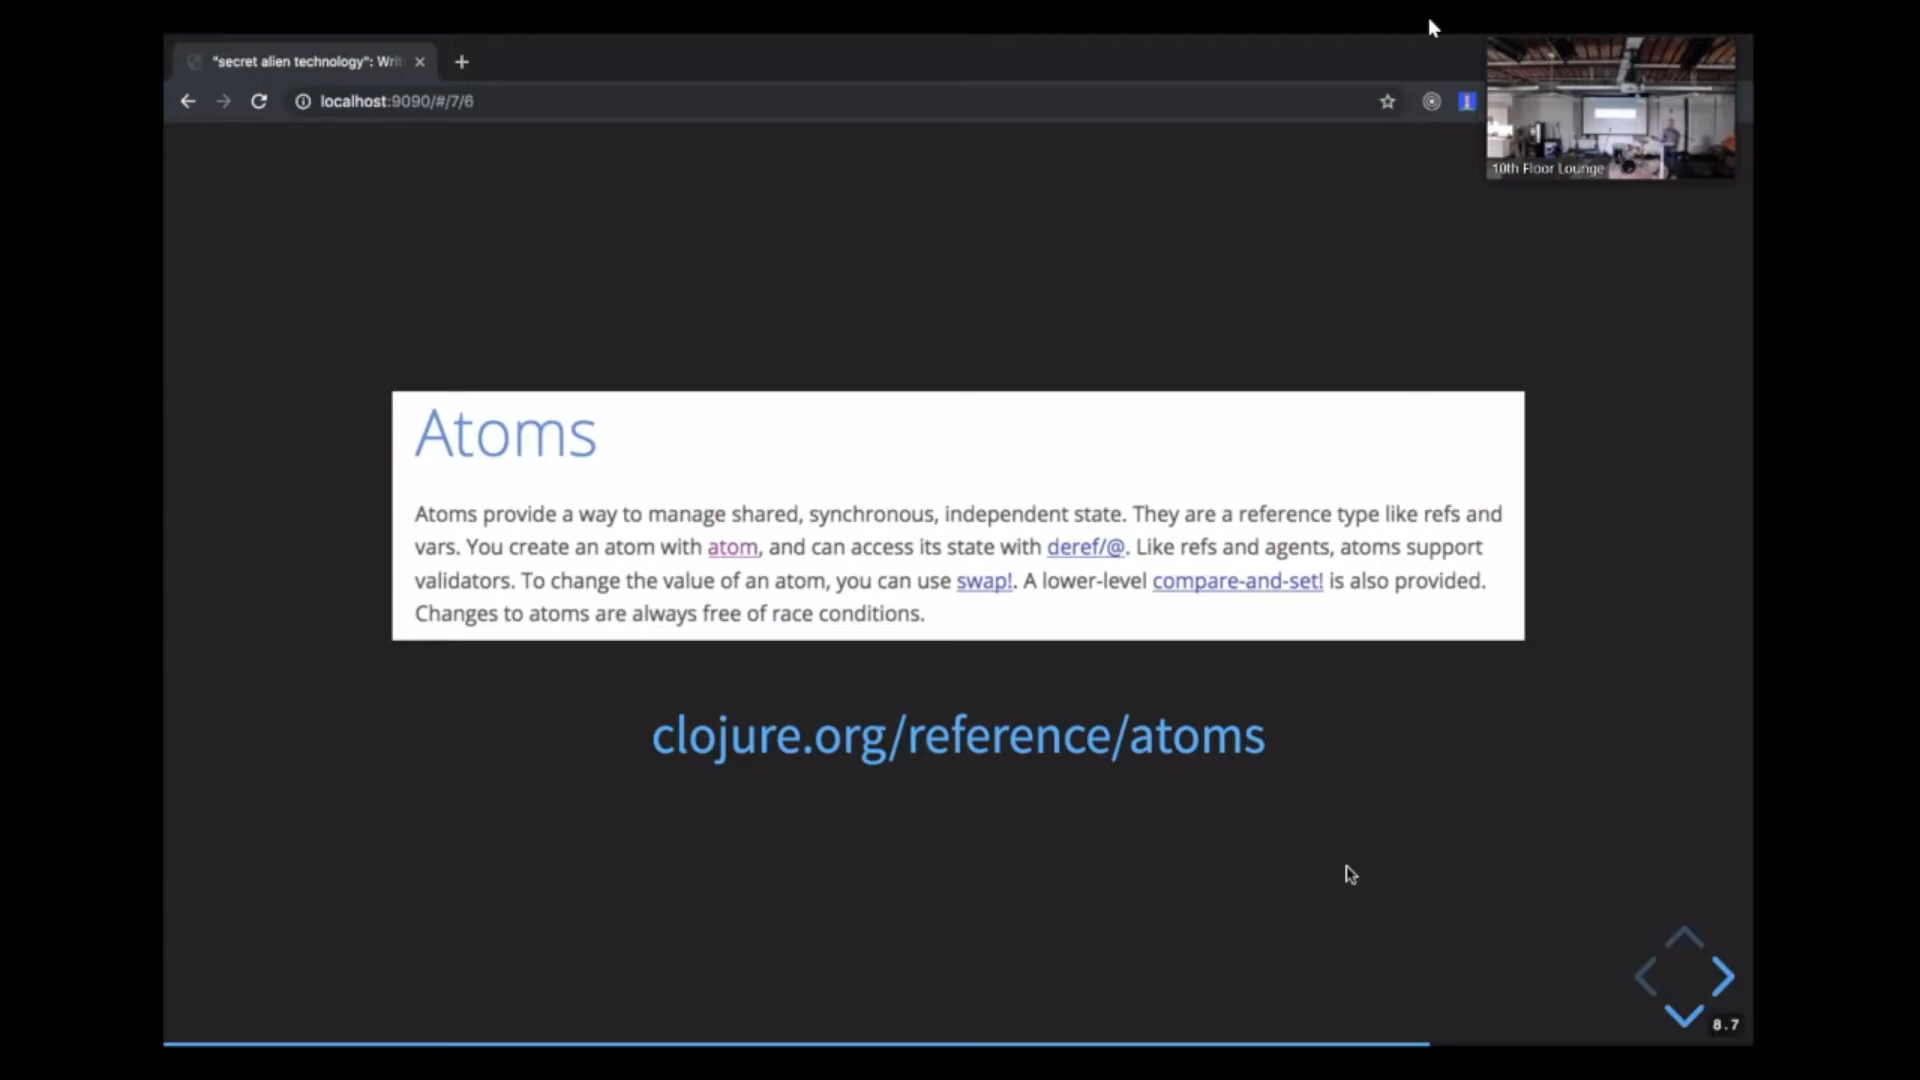 "secret alien technology": Writ
localhost:9090/#/7/6
10th Floor Lounge
Atoms
Atoms provide a way to manage shared, synchronous, independent state. They are a reference type like refs and
vars. You create an atom with atom, and can access its state with deref/@. Like refs and agents, atoms support
validators. To change the value of an atom, you can use swap!. A lower-level compare-and-set! is also provided.
Changes to atoms are always free of race conditions.
clojure.org/reference/atoms
8.7